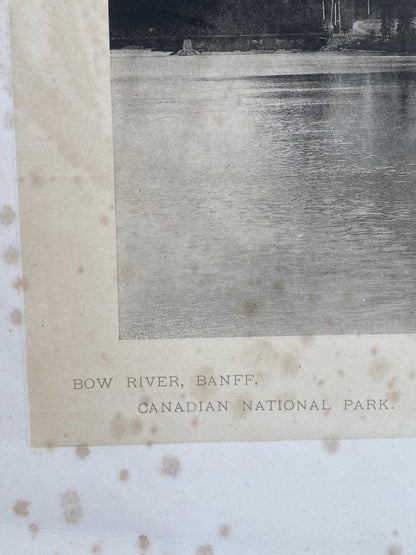 BOW RIVER, BANFF,
CANADIAN NATIONAL PARK.